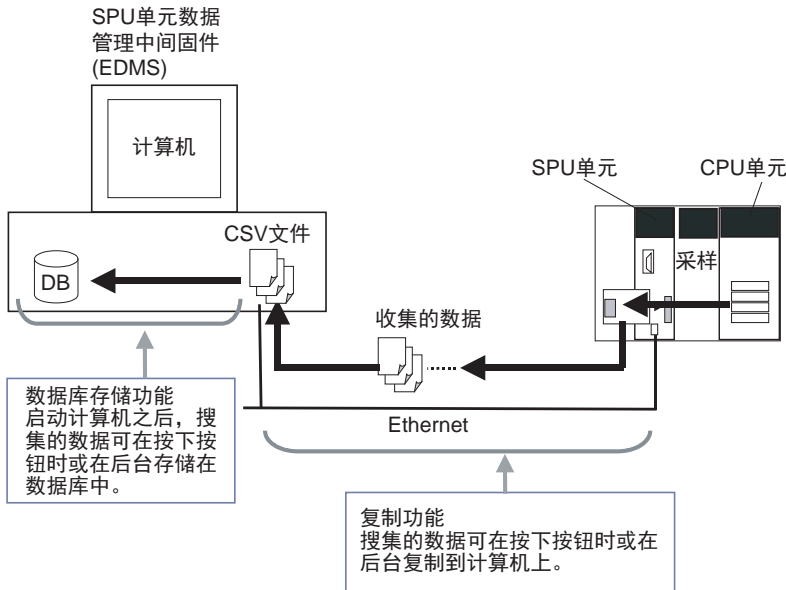 SPU单元数据
管理中间固件
(EDMS)
计算机
SPU单元
CPU单元
CSV文件
采样
DB
收集的数据
数据库存储功能
启动计算机之后，搜
集的数据可在按下按
钮时或在后台存储在
数据库中。
Ethernet
复制功能
搜集的数据可在按下按钮时或在
后台复制到计算机上。